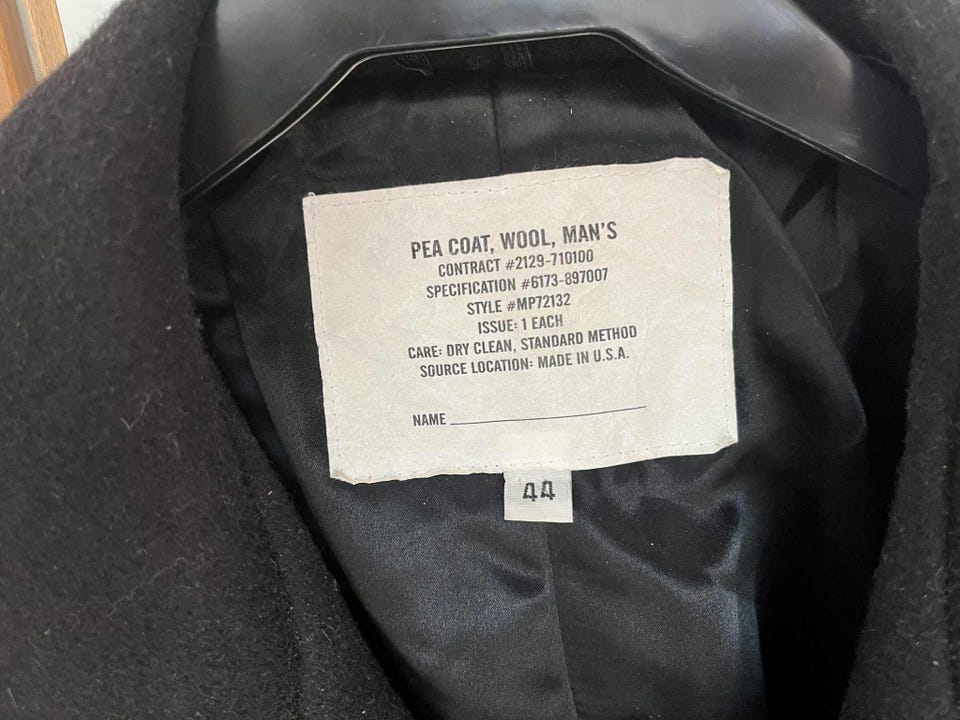 PEA COAT, WOOL, MAN'S
CONTRACT #2129-710100
SPECIFICATION #6173-897007
STYLE #MP72132
ISSUE: 1 EACH
CARE: DRY CLEAN, STANDARD METHOD
SOURCE LOCATION: MADE IN U.S.A.
NAME
44